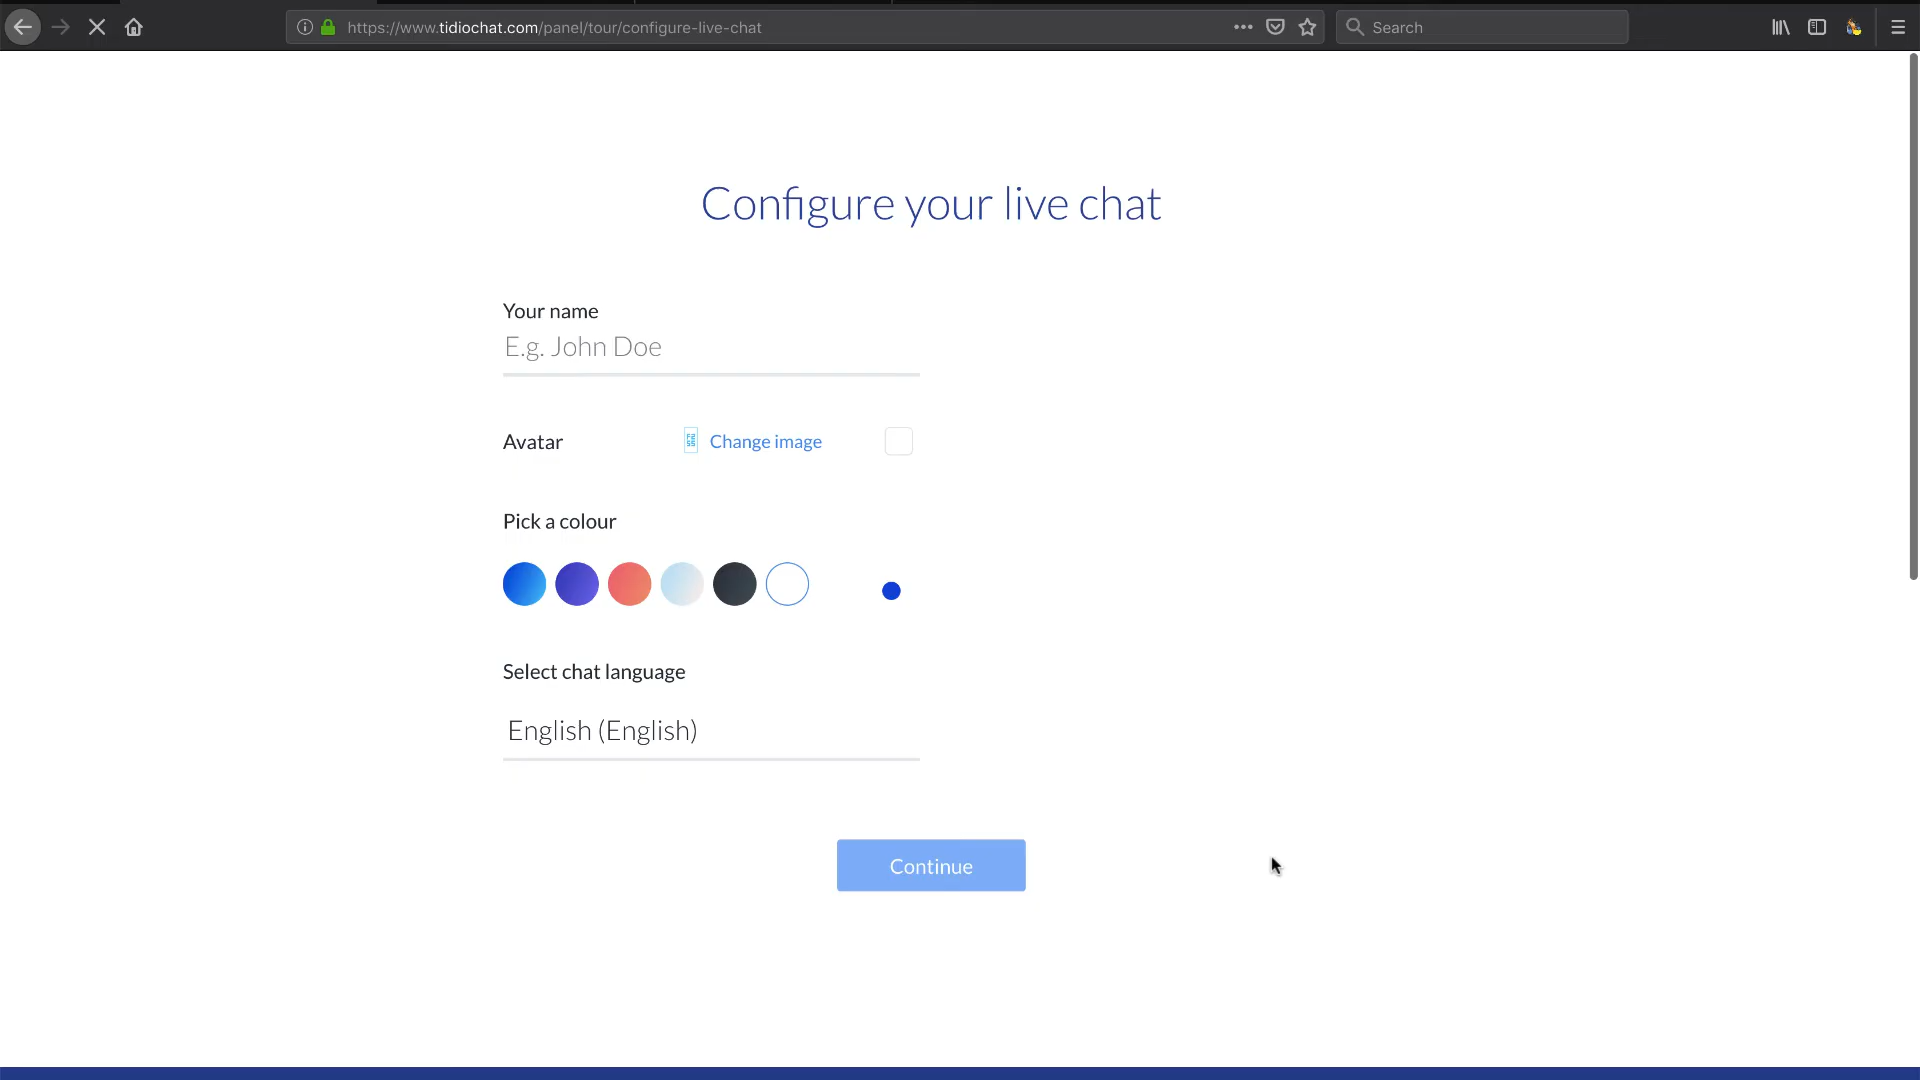 https://www.tidiochat.com/panel/tour/configure-live-chat
Search
Configure your live chat
Your name
E.g. John Doe
Avatar
Change image
Pick a colour
Select chat language
English (English)
Continue